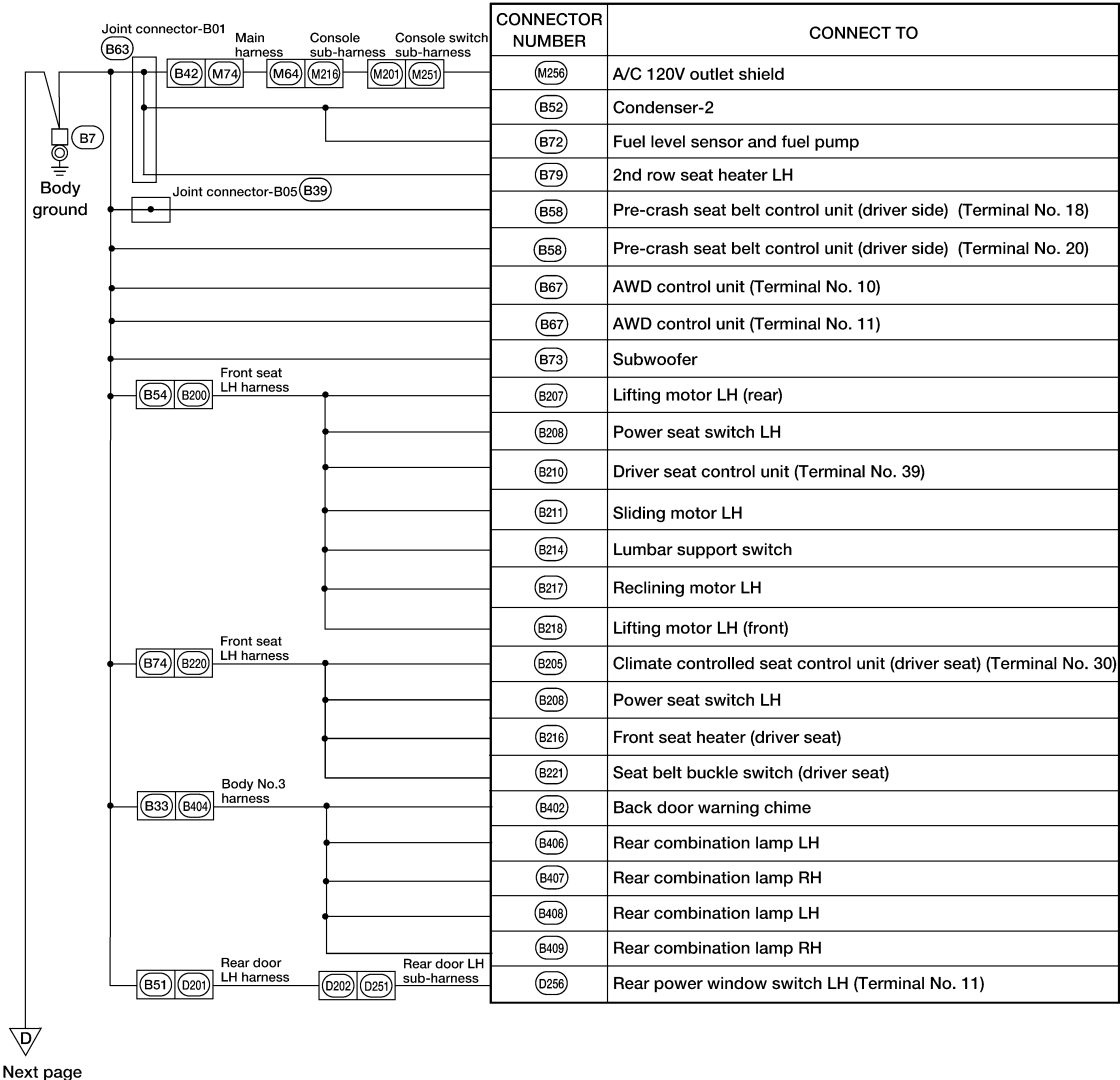 CONNECTOR NUMBER
CONNECT TO
Joint connector-B01
B63
Main harness
Console sub-harness
Console switch sub-harness
B42 M74
M64 M216
M201 M251
M256 A/C 120V outlet shield
B52 Condenser-2
B7
B72 Fuel level sensor and fuel pump
Body ground
B79 2nd row seat heater LH
Joint connector-B05 B39
B58 Pre-crash seat belt control unit (driver side) (Terminal No. 18)
B58 Pre-crash seat belt control unit (driver side) (Terminal No. 20)
B67 AWD control unit (Terminal No. 10)
B67 AWD control unit (Terminal No. 11)
B73 Subwoofer
Front seat LH harness
B54 B200
B207 Lifting motor LH (rear)
B208 Power seat switch LH
B210 Driver seat control unit (Terminal No. 39)
B211 Sliding motor LH
B214 Lumbar support switch
B217 Reclining motor LH
B218 Lifting motor LH (front)
Front seat LH harness
B74 B220
B205 Climate controlled seat control unit (driver seat) (Terminal No. 30)
B208 Power seat switch LH
B216 Front seat heater (driver seat)
B221 Seat belt buckle switch (driver seat)
Body No.3 harness
B33 B404
B402 Back door warning chime
B406 Rear combination lamp LH
B407 Rear combination lamp RH
B408 Rear combination lamp LH
B409 Rear combination lamp RH
Rear door LH harness
Rear door LH sub-harness
B51 D201
D202 D251
D256 Rear power window switch LH (Terminal No. 11)
D
Next page